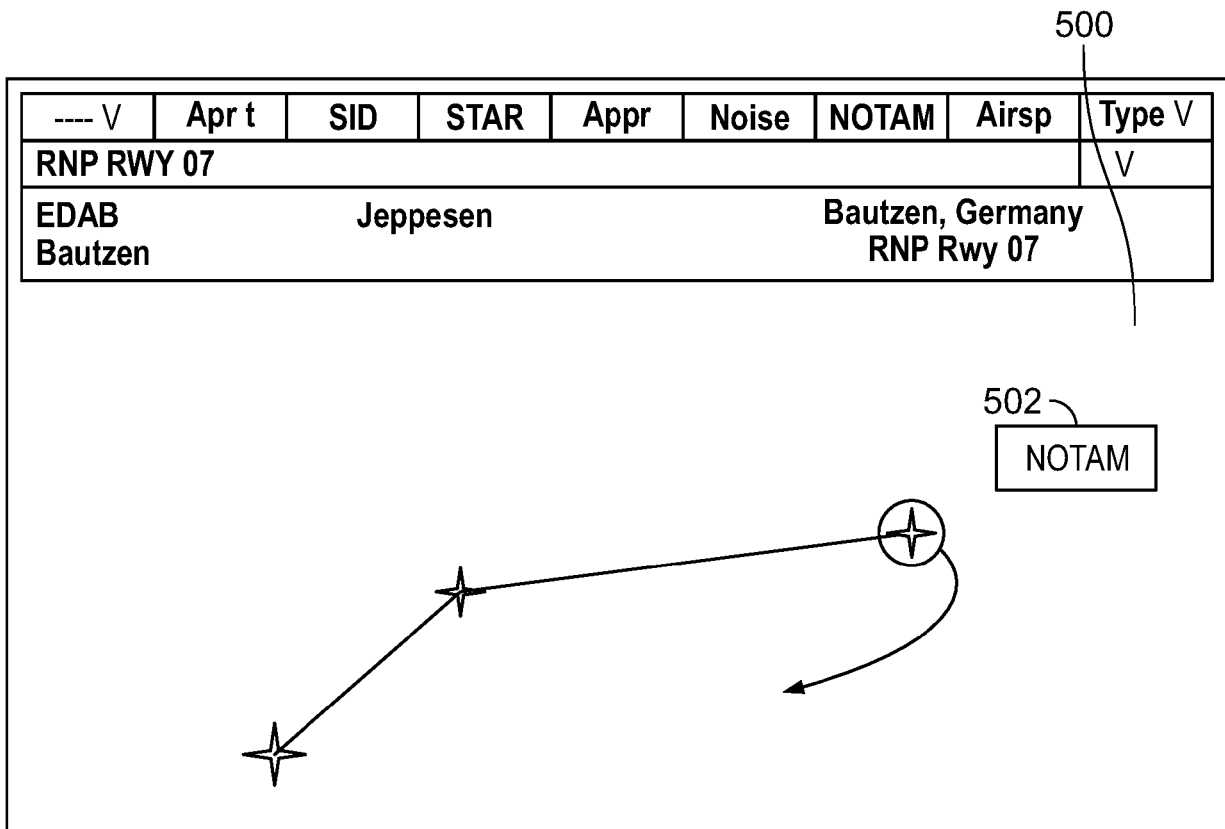 500
---- V Apr t SID STAR Appr Noise NOTAM Airsp Type V
RNP RWY 07 V
EDAB Jeppesen Bautzen, Germany
Bautzen RNP Rwy 07
502
NOTAM